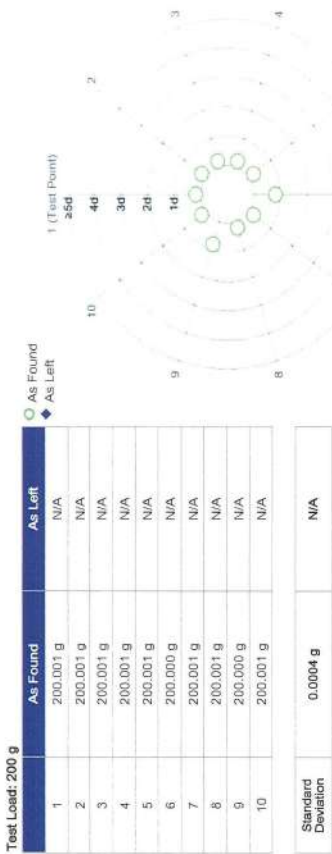 Test Load: 200 g
As Found As Left
1 200.001 g N/A
2 200.001 g N/A
3 200.001 g N/A
4 200.001 g N/A
5 200.001 g N/A
6 200.000 g N/A
7 200.001 g N/A
8 200.001 g N/A
9 200.000 g N/A
10 200.001 g N/A
Standard
Deviation 0.0004 g N/A
As Found
As Left
1 (Test Point)
≥5d
4d
3d
2d
1d
2
3
4
8
9
10